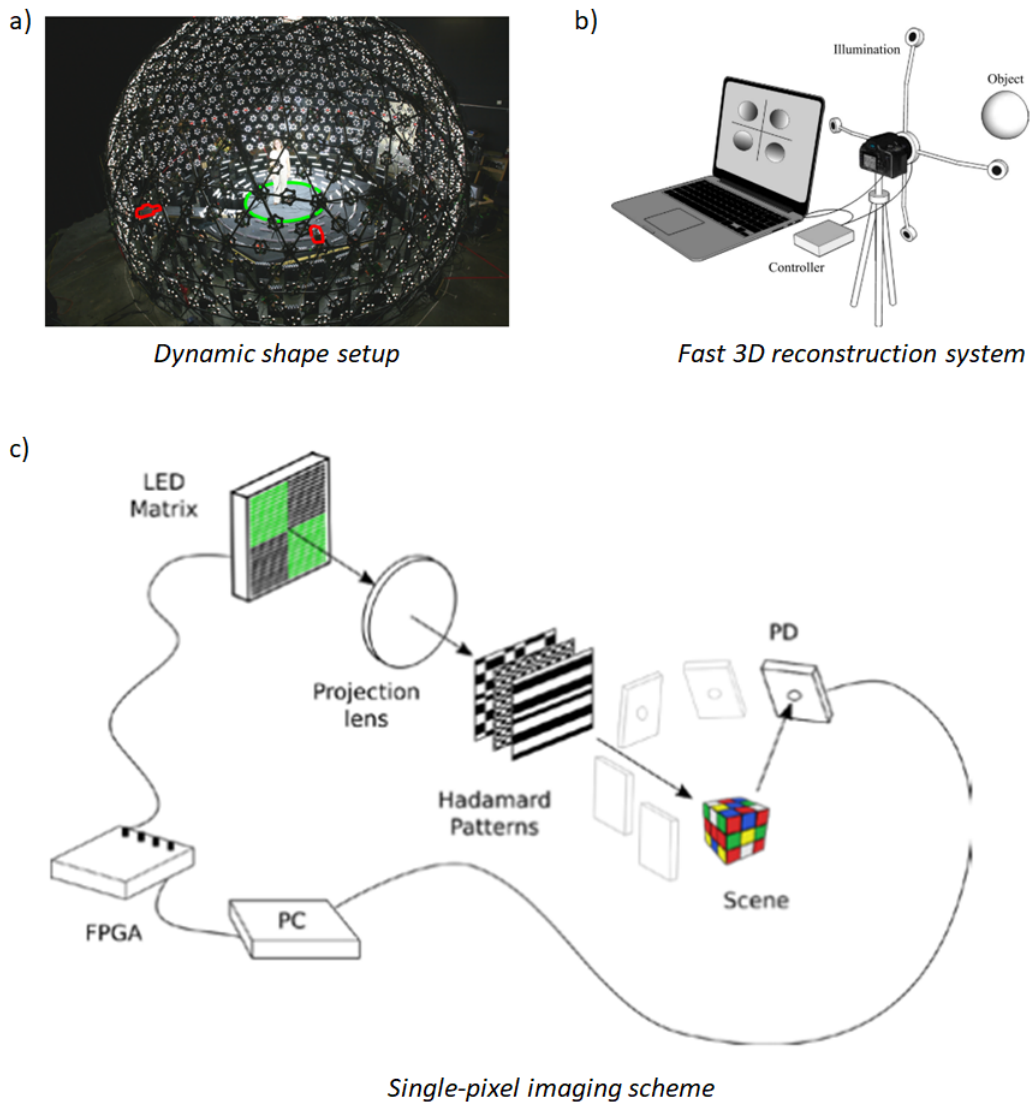 a)
Dynamic shape setup
b)
Illumination
Object
Controller
Fast 3D reconstruction system
c)
LED
Matrix
Projection
lens
Hadamard
Patterns
PD
Scene
FPGA
PC
Single-pixel imaging scheme